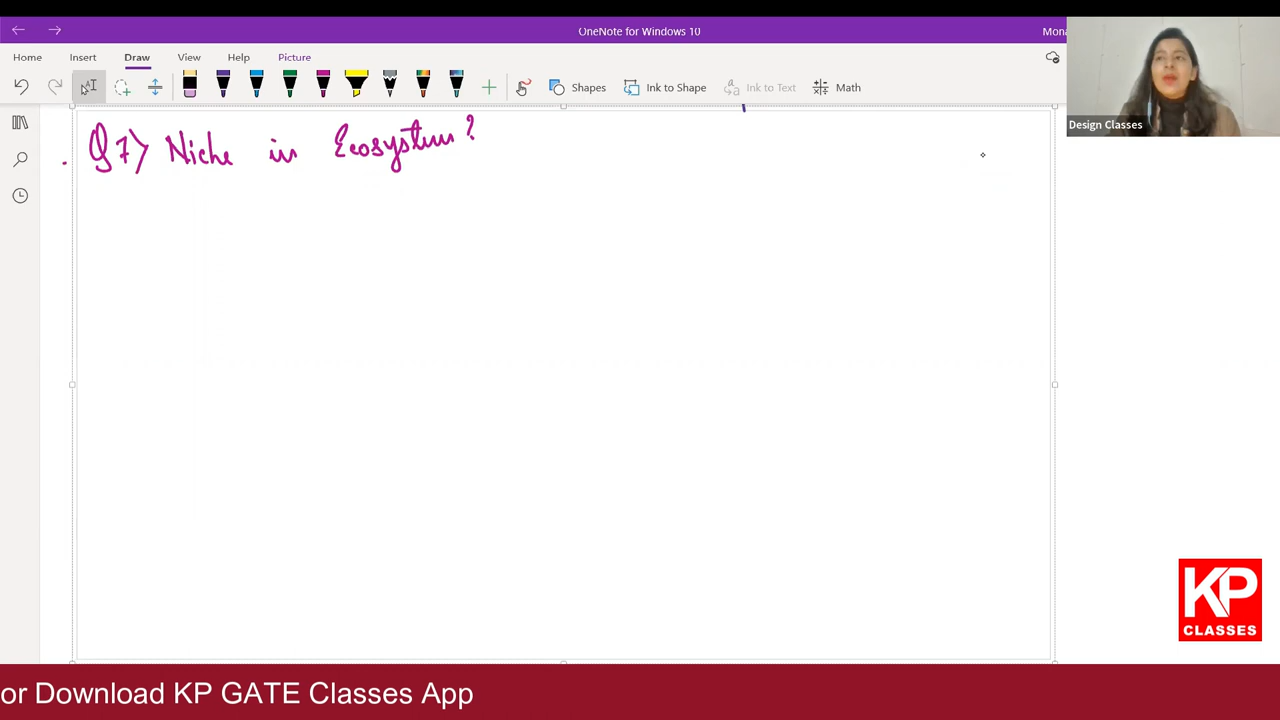 OneNote for Windows 10
Mona
Home Insert Draw View Help Picture
Shapes Ink to Shape Ink to Text Math
Design Classes
Q7> Niche in Ecosystem?
KP
CLASSES
or Download KP GATE Classes App